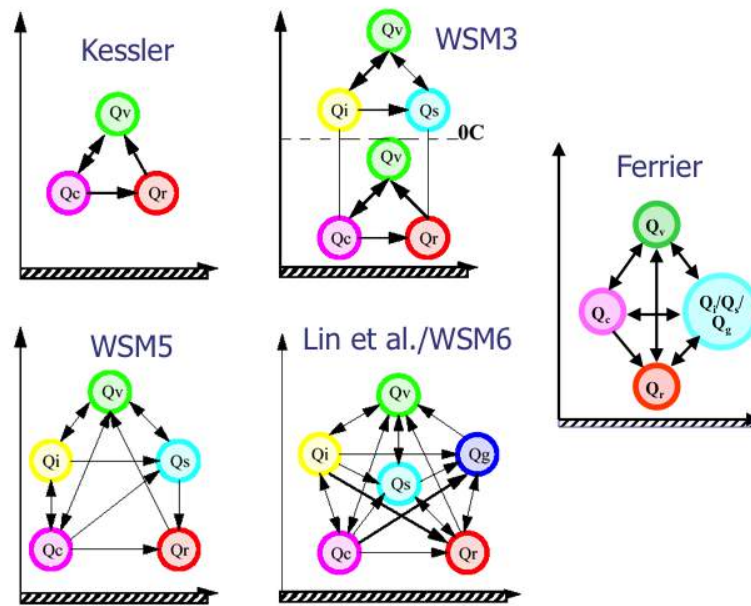 Kessler
Qv
Qc
Qr
WSM3
Qv
Qi
Qs
0C
Qv
Qc
Qr
Ferrier
Qv
Qc
Qi/Qs/
Qg
Qr
WSM5
Qv
Qi
Qs
Qc
Qr
Lin et al./WSM6
Qv
Qi
Qg
Qs
Qc
Qr